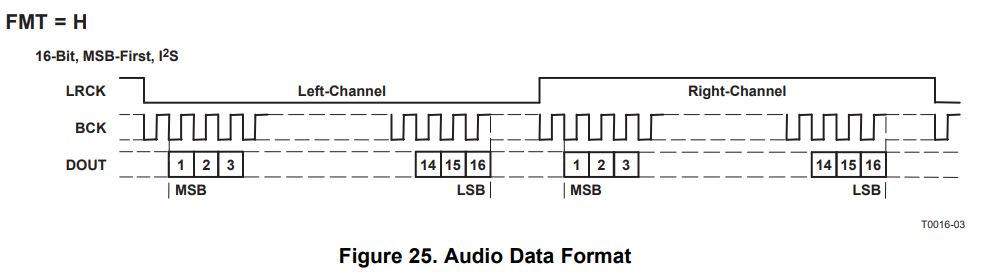 FMT = H
16-Bit, MSB-First, I²S
LRCK Left-Channel Right-Channel
BCK
DOUT 1 2 3 14 15 16 1 2 3 14 15 16
MSB LSB MSB LSB
T0016-03
Figure 25. Audio Data Format